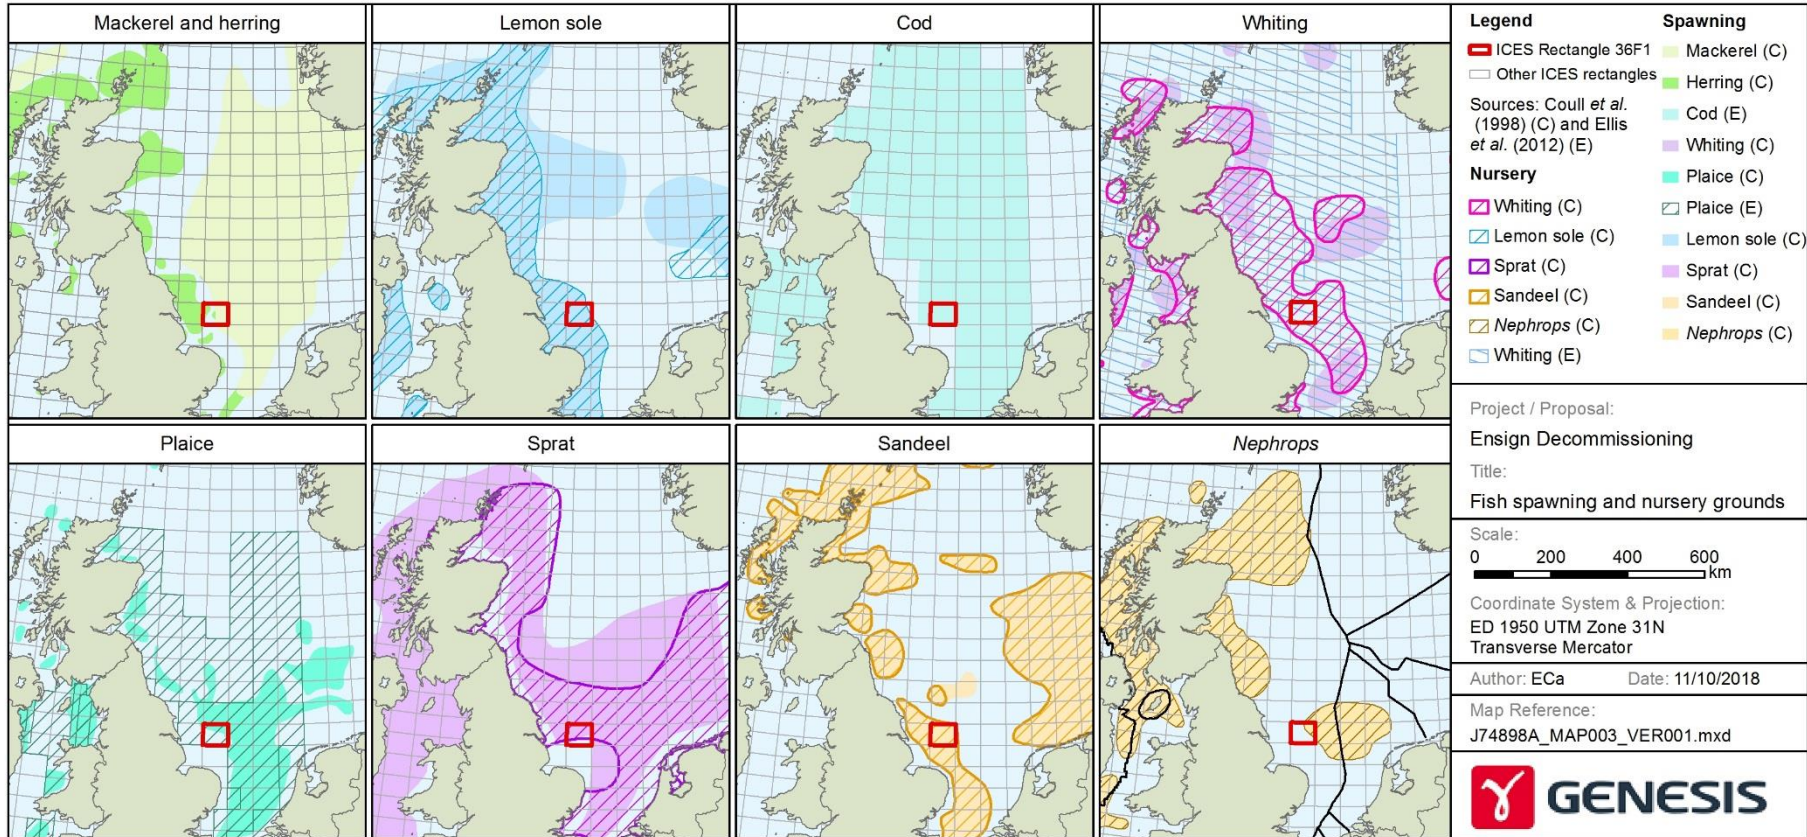 Mackerel and herring
Lemon sole
Cod
Whiting
Plaice
Sprat
Sandeel
Nephrops
Legend
ICES Rectangle 36F1
Other ICES rectangles
Sources: Coull et al.
(1998) (C) and Ellis
et al. (2012) (E)
Nursery
Whiting (C)
Lemon sole (C)
Sprat (C)
Sandeel (C)
Nephrops (C)
Whiting (E)
Spawning
Mackerel (C)
Herring (C)
Cod (E)
Whiting (C)
Plaice (C)
Plaice (E)
Lemon sole (C)
Sprat (C)
Sandeel (C)
Nephrops (C)
Project / Proposal:
Ensign Decommissioning
Title:
Fish spawning and nursery grounds
Scale:
0 200 400 600
km
Coordinate System & Projection:
ED 1950 UTM Zone 31N
Transverse Mercator
Author: ECa Date: 11/10/2018
Map Reference:
J74898A_MAP003_VER001.mxd
GENESIS